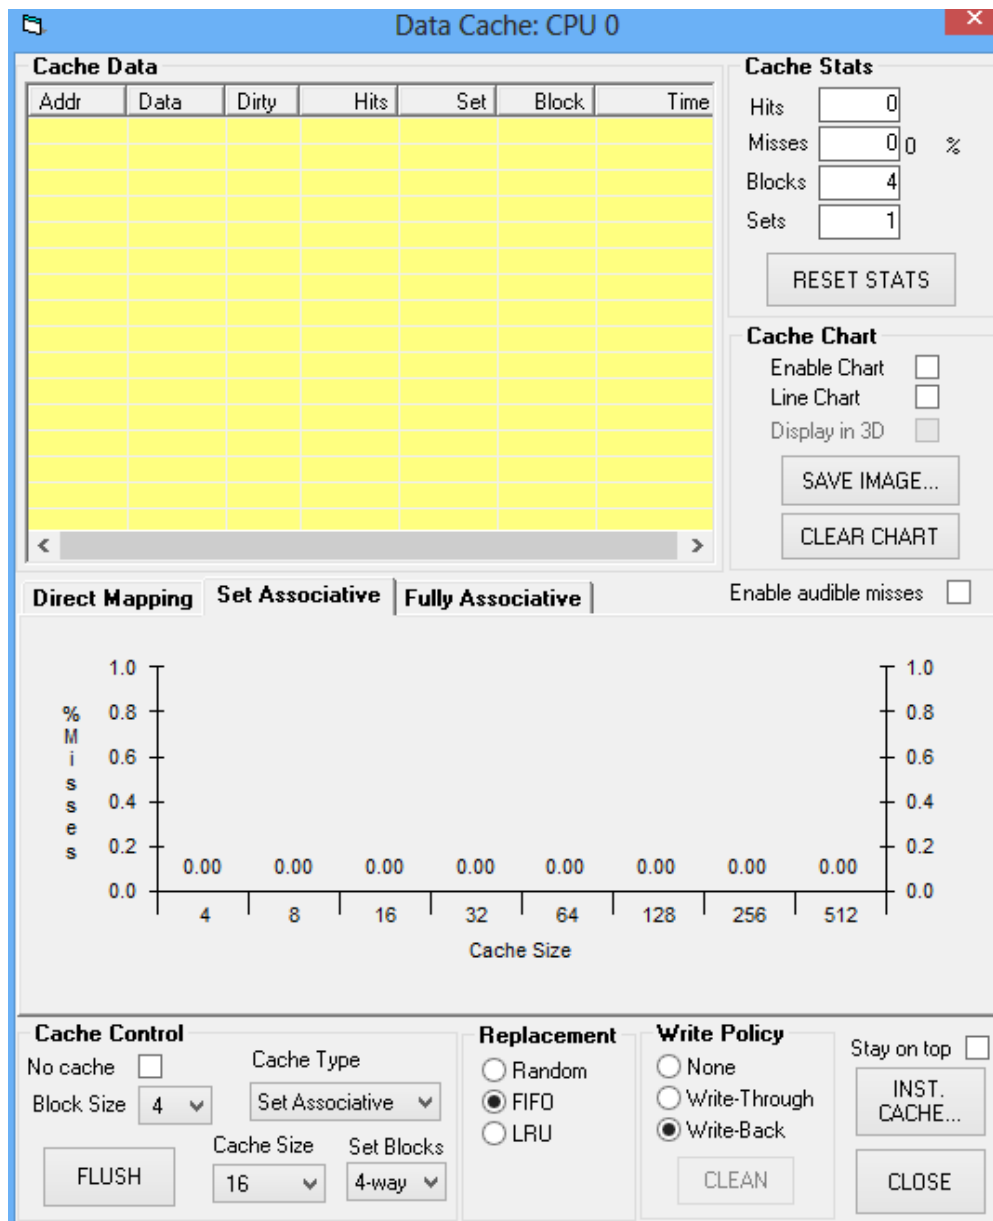 Data Cache: CPU 0
Cache Data
Addr Data Dirty Hits Set Block Time
Cache Stats
Hits 0
Misses 0 0 %
Blocks 4
Sets 1
RESET STATS
Cache Chart
Enable Chart
Line Chart
Display in 3D
SAVE IMAGE...
CLEAR CHART
Direct Mapping Set Associative Fully Associative
Enable audible misses
%Misses
1.0 1.0
0.8 0.8
0.6 0.6
0.4 0.4
0.2 0.2
0.00 0.00 0.00 0.00 0.00 0.00 0.00 0.00
0.0 0.0
4 8 16 32 64 128 256 512
Cache Size
Cache Control
No cache
Block Size 4
Cache Type
Set Associative
FLUSH
Cache Size
16
Set Blocks
4-way
Replacement
Random
FIFO
LRU
Write Policy
None
Write-Through
Write-Back
CLEAN
Stay on top
INST.
CACHE...
CLOSE